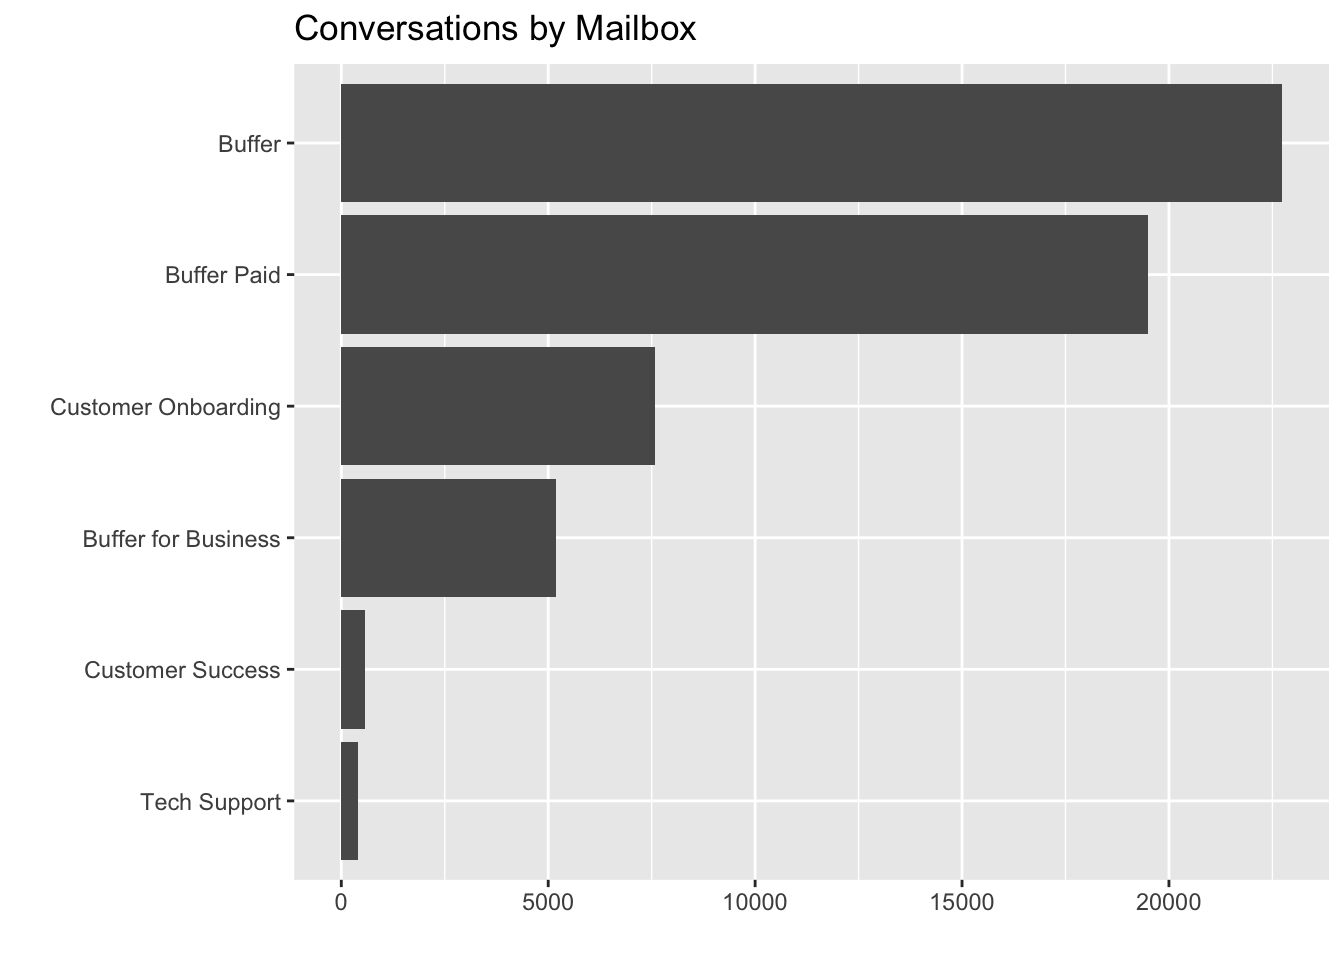 Conversations by Mailbox
Buffer
Buffer Paid
Customer Onboarding
Buffer for Business
Customer Success
Tech Support
0 5000 10000 15000 20000